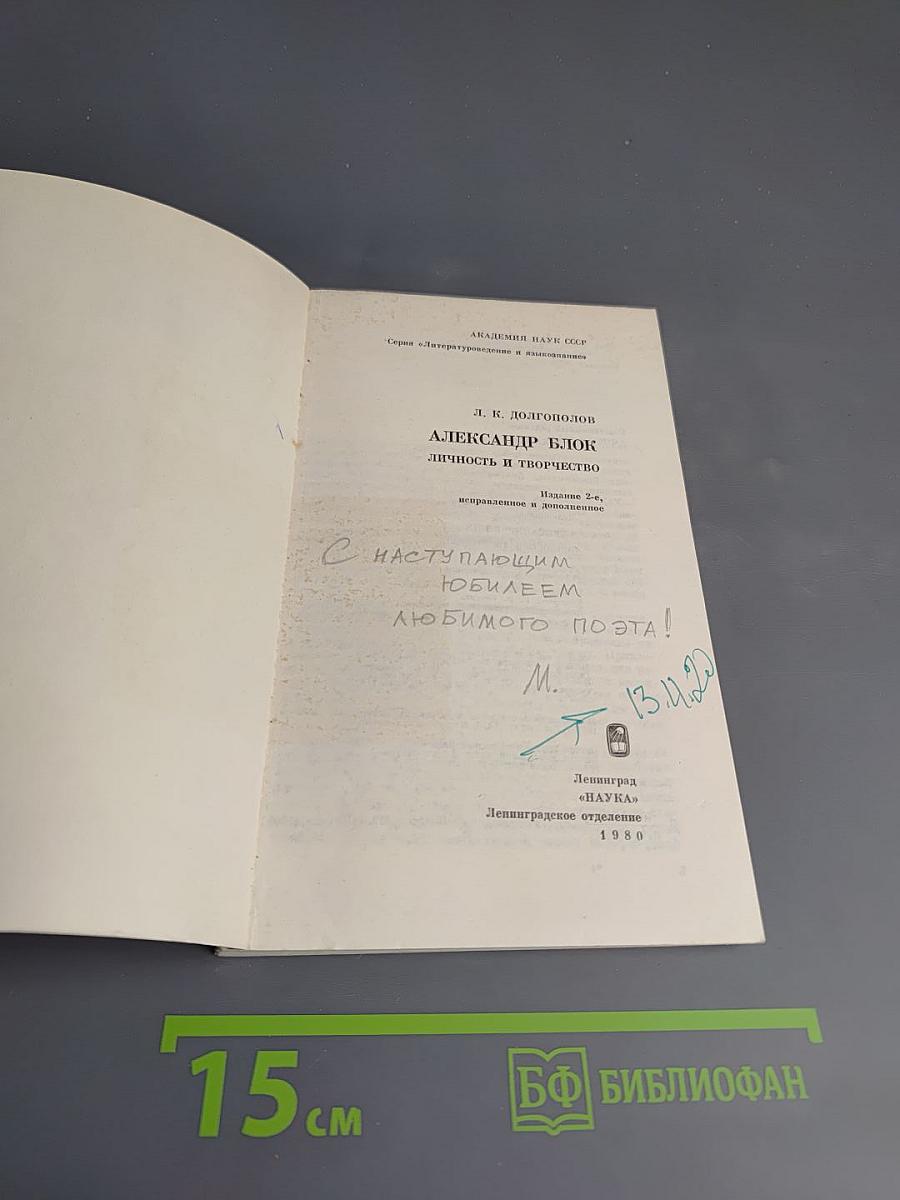 АКАДЕМИЯ НАУК СССР
Серия «Литературоведение и языкознание»
Л. К. ДОЛГОПОЛОВ
АЛЕКСАНДР БЛОК
ЛИЧНОСТЬ И ТВОРЧЕСТВО
Издание 2-е,
исправленное и дополненное
С НАСТУПАЮЩИМ
ЮБИЛЕЕМ
ЛЮБИМОГО ПОЭТА!
М.
Ленинград
«НАУКА»
Ленинградское отделение
1980
15 см
БФ БИБЛИОФАН